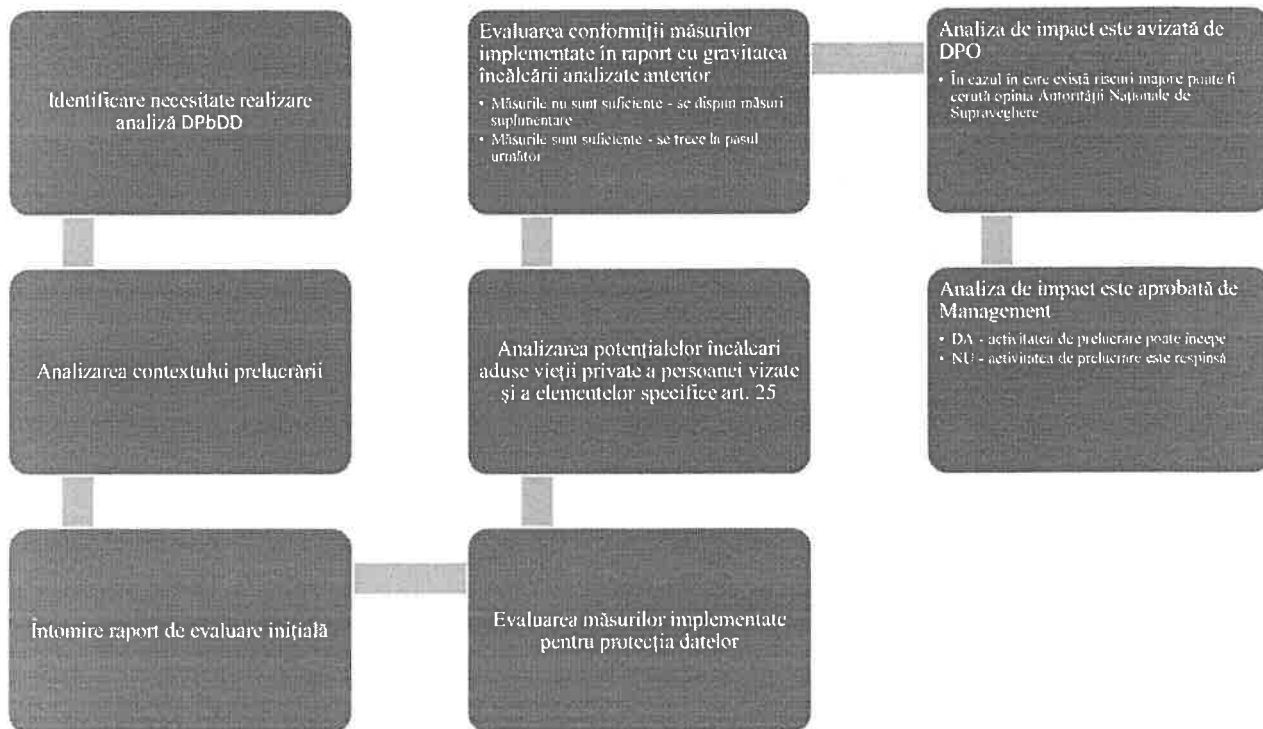 Identificare necesitate realizare
analiză DPbDD
Analizarea contextului prelucrării
Întomire raport de evaluare inițială
Evaluarea măsurilor implementate
pentru protecția datelor
Analizarea potențialelor încălcari
aduse vieții private a persoanei vizate
și a elementelor specifice art. 25
Evaluarea conformiții măsurilor
implementate în raport cu gravitatea
încălcării analizate anterior
• Măsurile nu sunt suficiente - se dispun măsuri
suplimentare
• Măsurile sunt suficiente - se trece la pasul
următor
Analiza de impact este avizată de
DPO
• În cazul în care există riscuri majore poate fi
cerută opinia Autorității Naționale de
Supraveghere
Analiza de impact este aprobată de
Management
• DA - activitatea de prelucrare poate începe
• NU - activitatea de prelucrare este respinsă